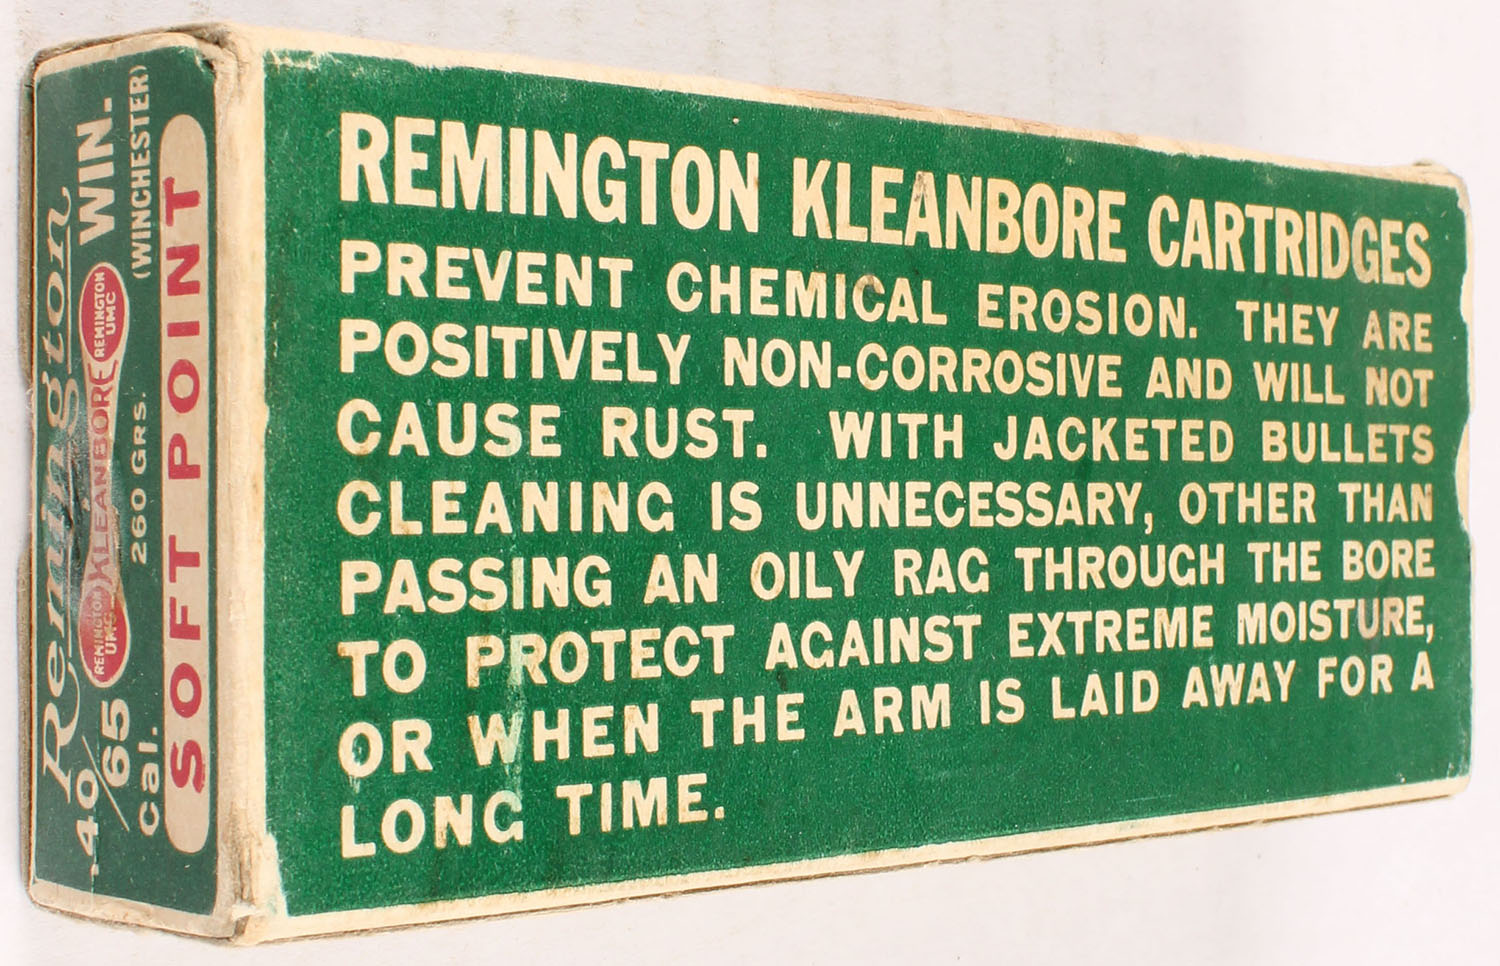 REMINGTON KLEANBORE CARTRIDGES
PREVENT CHEMICAL EROSION. THEY ARE
POSITIVELY NON-CORROSIVE AND WILL NOT
CAUSE RUST. WITH JACKETED BULLETS
CLEANING IS UNNECESSARY, OTHER THAN
PASSING AN OILY RAG THROUGH THE BORE
TO PROTECT AGAINST EXTREME MOISTURE,
OR WHEN THE ARM IS LAID AWAY FOR A
LONG TIME.
Remington
REMINGTON
UMC
KLEANBORE
REMINGTON
UMC
.40/65 WIN.
Cal. 260 GRS. (WINCHESTER)
SOFT POINT